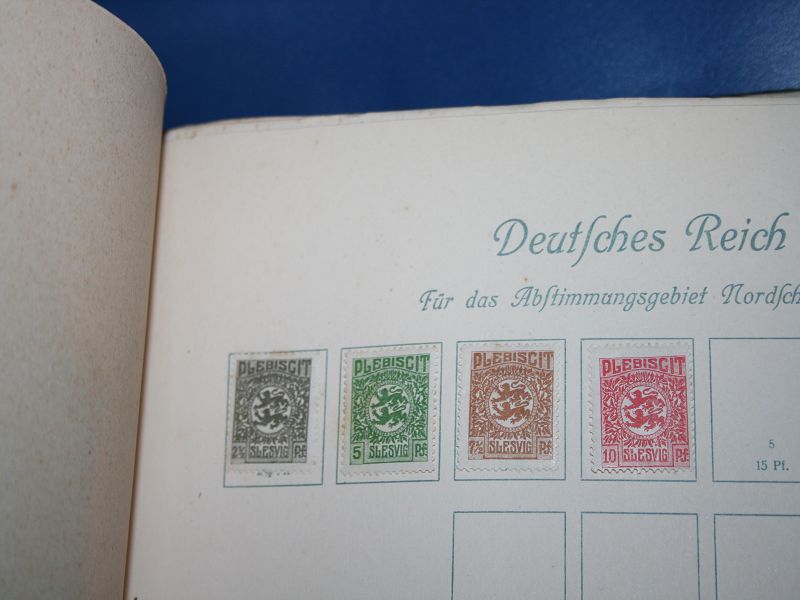 Deutſches Reich
Für das Abſtimmungsgebiet Nordſch
PLEBISCIT PLEBISCIT PLEBISCIT PLEBISCIT
2½ SLESVIG Pf. 5 SLESVIG Pf. 7½ SLESVIG Pf. 10 SLESVIG Pf.
5
15 Pf.